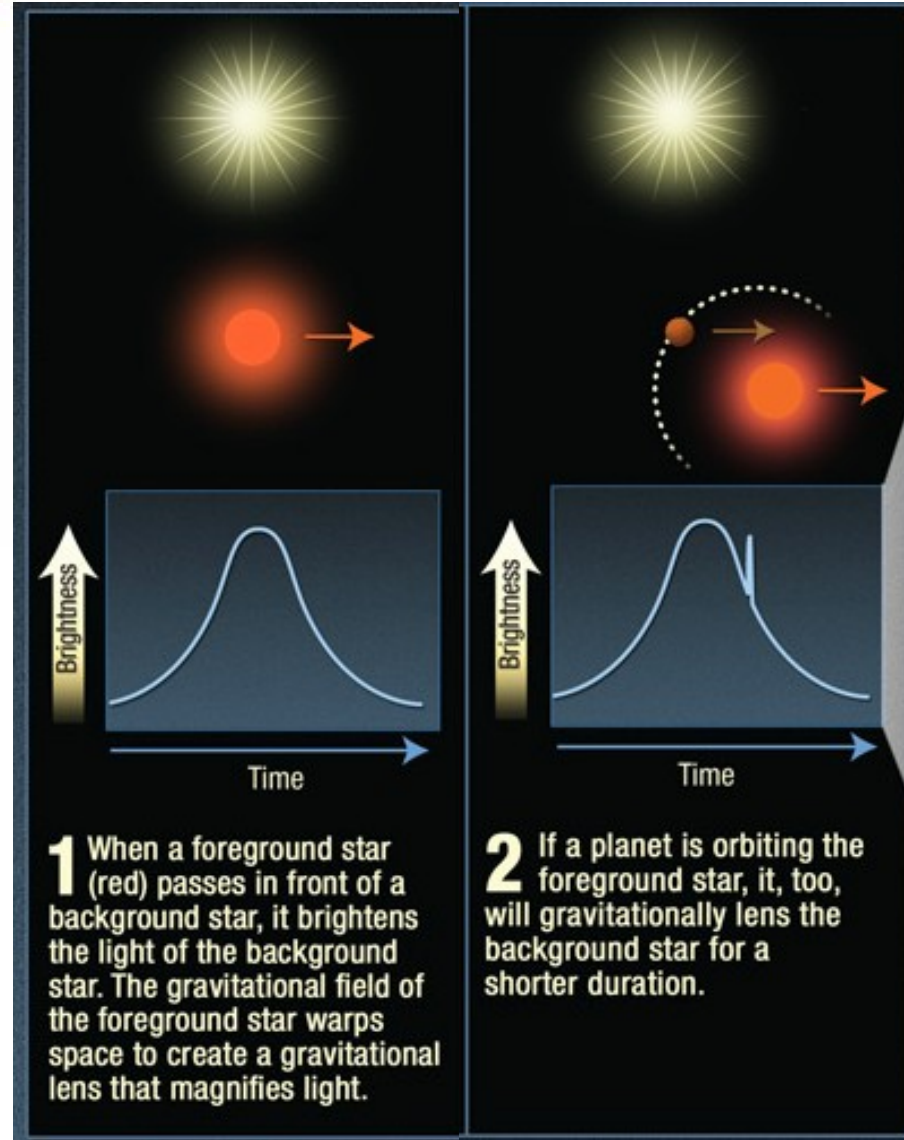 Brightness
Time
1 When a foreground star
(red) passes in front of a
background star, it brightens
the light of the background
star. The gravitational field of
the foreground star warps
space to create a gravitational
lens that magnifies light.
Brightness
Time
2 If a planet is orbiting the
foreground star, it, too,
will gravitationally lens the
background star for a
shorter duration.